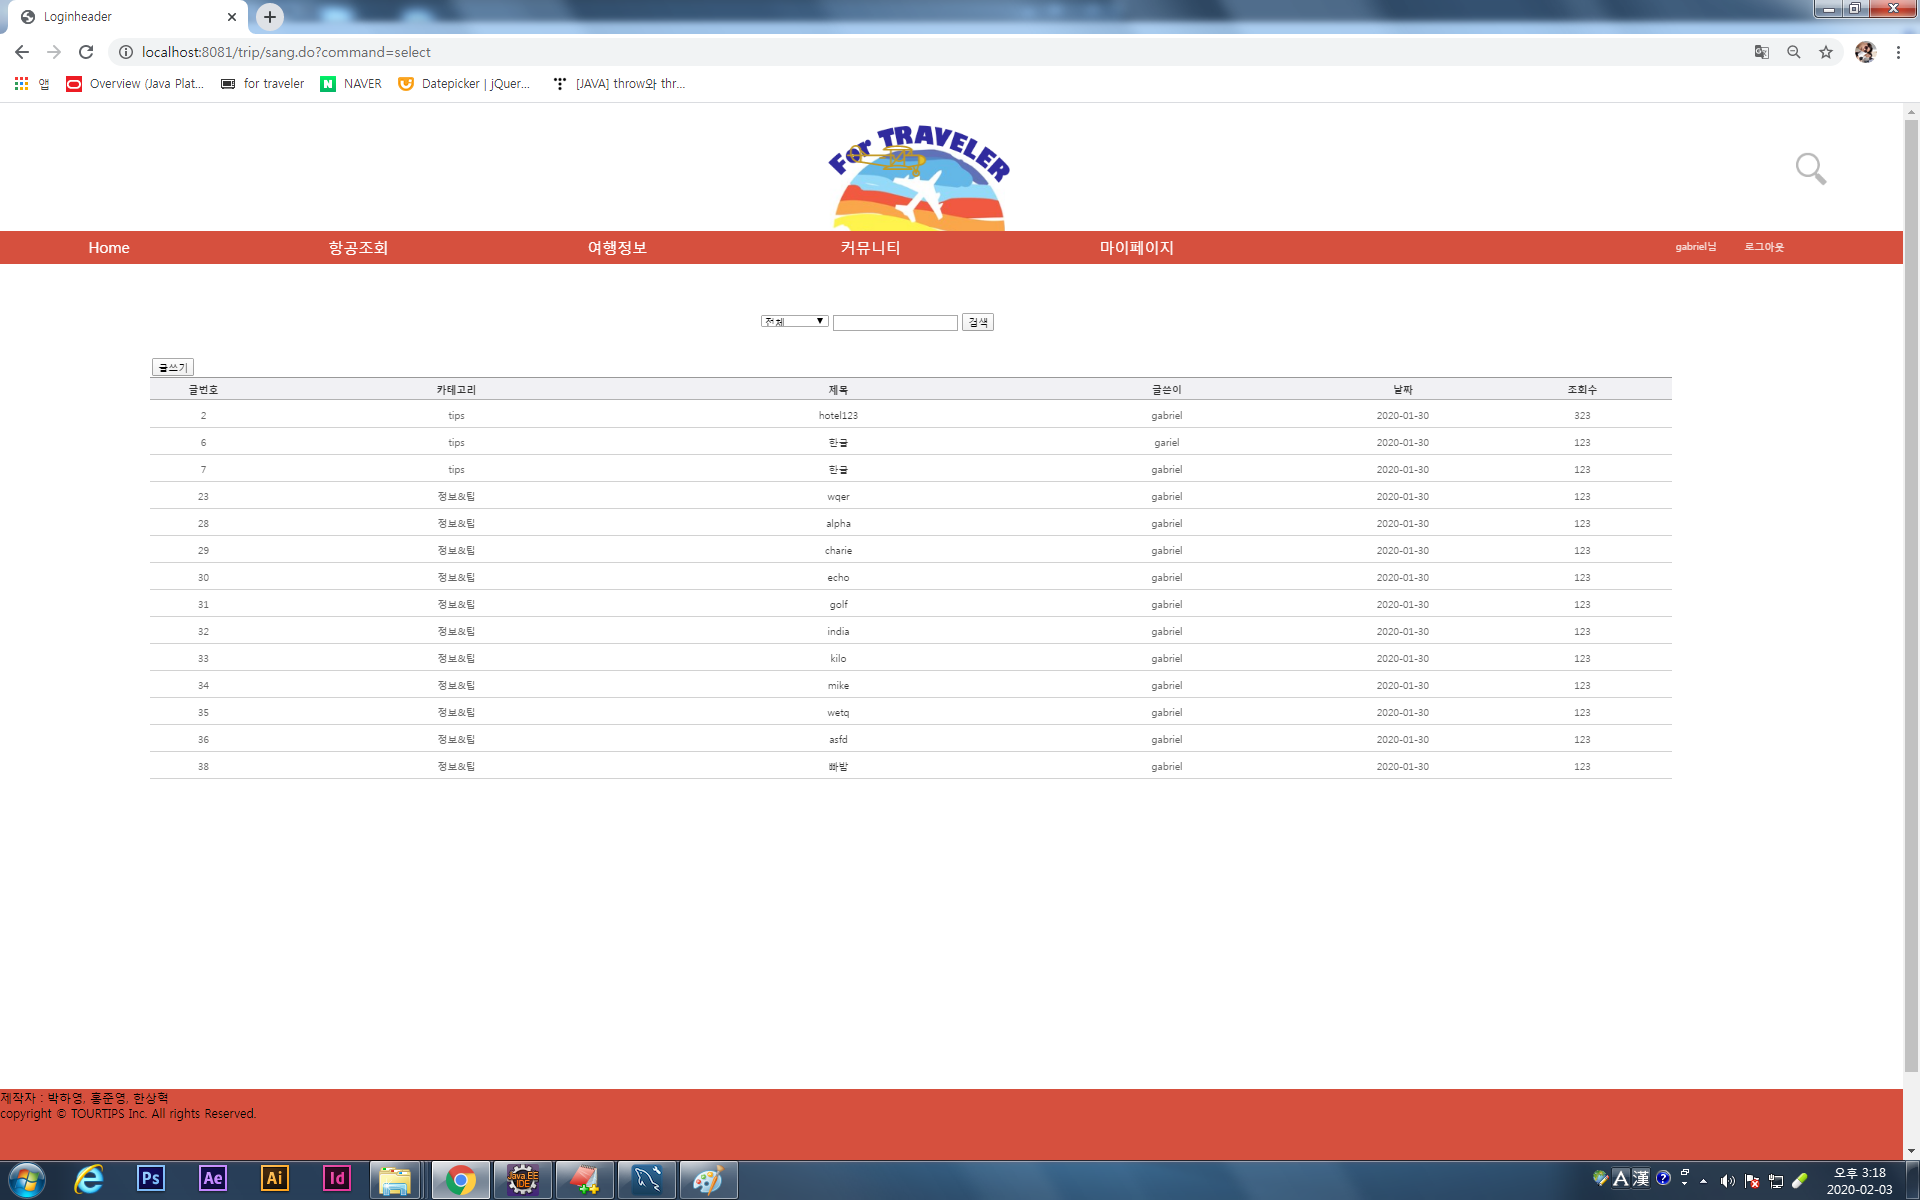 Loginheader
localhost:8081/trip/sang.do?command=select
앱 Overview (Java Plat... for traveler NAVER Datepicker | jQuer... [JAVA] throw와 thr...
For TRAVELER
Home 항공조회 여행정보 커뮤니티 마이페이지 gabriel님 로그아웃
전체 검색
글쓰기
글번호 카테고리 제목 글쓴이 날짜 조회수
2 tips hotel123 gabriel 2020-01-30 323
6 tips 한글 gariel 2020-01-30 123
7 tips 한글 gabriel 2020-01-30 123
23 정보&팁 wqer gabriel 2020-01-30 123
28 정보&팁 alpha gabriel 2020-01-30 123
29 정보&팁 charie gabriel 2020-01-30 123
30 정보&팁 echo gabriel 2020-01-30 123
31 정보&팁 golf gabriel 2020-01-30 123
32 정보&팁 india gabriel 2020-01-30 123
33 정보&팁 kilo gabriel 2020-01-30 123
34 정보&팁 mike gabriel 2020-01-30 123
35 정보&팁 wetq gabriel 2020-01-30 123
36 정보&팁 asfd gabriel 2020-01-30 123
38 정보&팁 빠밤 gabriel 2020-01-30 123
제작자 : 박하영, 홍준영, 한상혁
copyright © TOURTIPS Inc. All rights Reserved.
Ps Ae Ai Id Java EE IDE A 漢 오후 3:18
2020-02-03